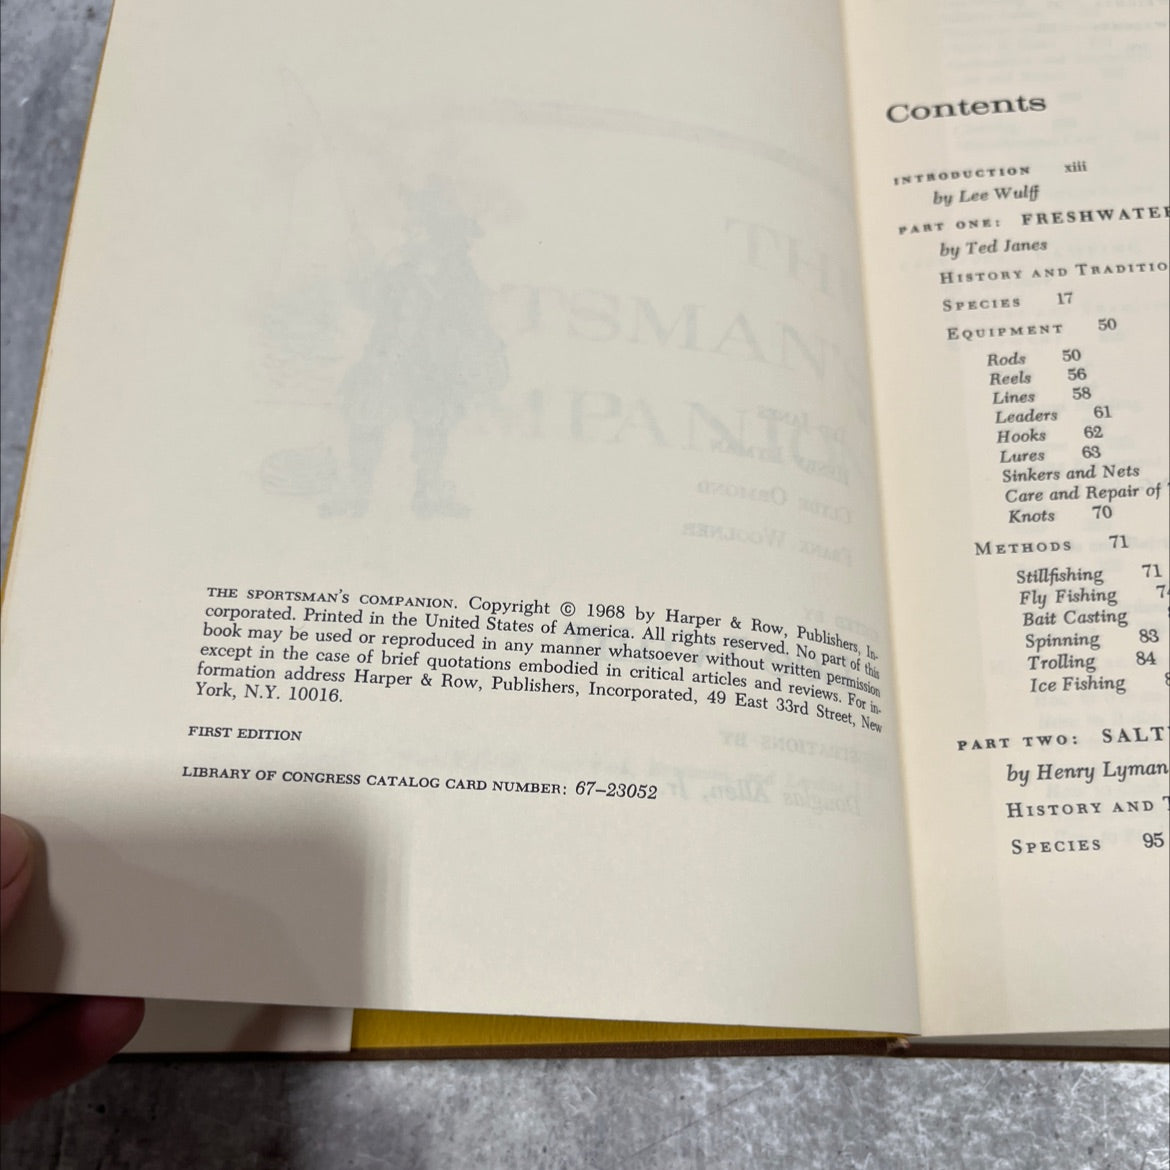 THE SPORTSMAN'S COMPANION. Copyright © 1968 by Harper & Row, Publishers, In-
corporated. Printed in the United States of America. All rights reserved. No part of this
book may be used or reproduced in any manner whatsoever without written permission
except in the case of brief quotations embodied in critical articles and reviews. For in-
formation address Harper & Row, Publishers, Incorporated, 49 East 33rd Street, New
York, N.Y. 10016.
FIRST EDITION
LIBRARY OF CONGRESS CATALOG CARD NUMBER: 67-23052
Contents
INTRODUCTION xiii
by Lee Wulff
PART ONE: FRESHWATER
by Ted Janes
HISTORY AND TRADITIO
SPECIES 17
EQUIPMENT 50
Rods 50
Reels 56
Lines 58
Leaders 61
Hooks 62
Lures 63
Sinkers and Nets
Care and Repair of
Knots 70
METHODS 71
Stillfishing 71
Fly Fishing 7
Bait Casting
Spinning 83
Trolling 84
Ice Fishing 8
PART TWO: SALT
by Henry Lyman
HISTORY AND T
SPECIES 95